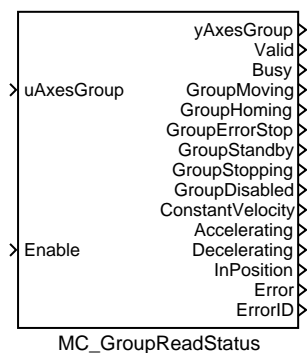 yAxesGroup
Valid
Busy
uAxesGroup
GroupMoving
GroupHoming
GroupErrorStop
GroupStandby
GroupStopping
GroupDisabled
ConstantVelocity
Accelerating
Enable
Decelerating
InPosition
Error
ErrorID
MC_GroupReadStatus